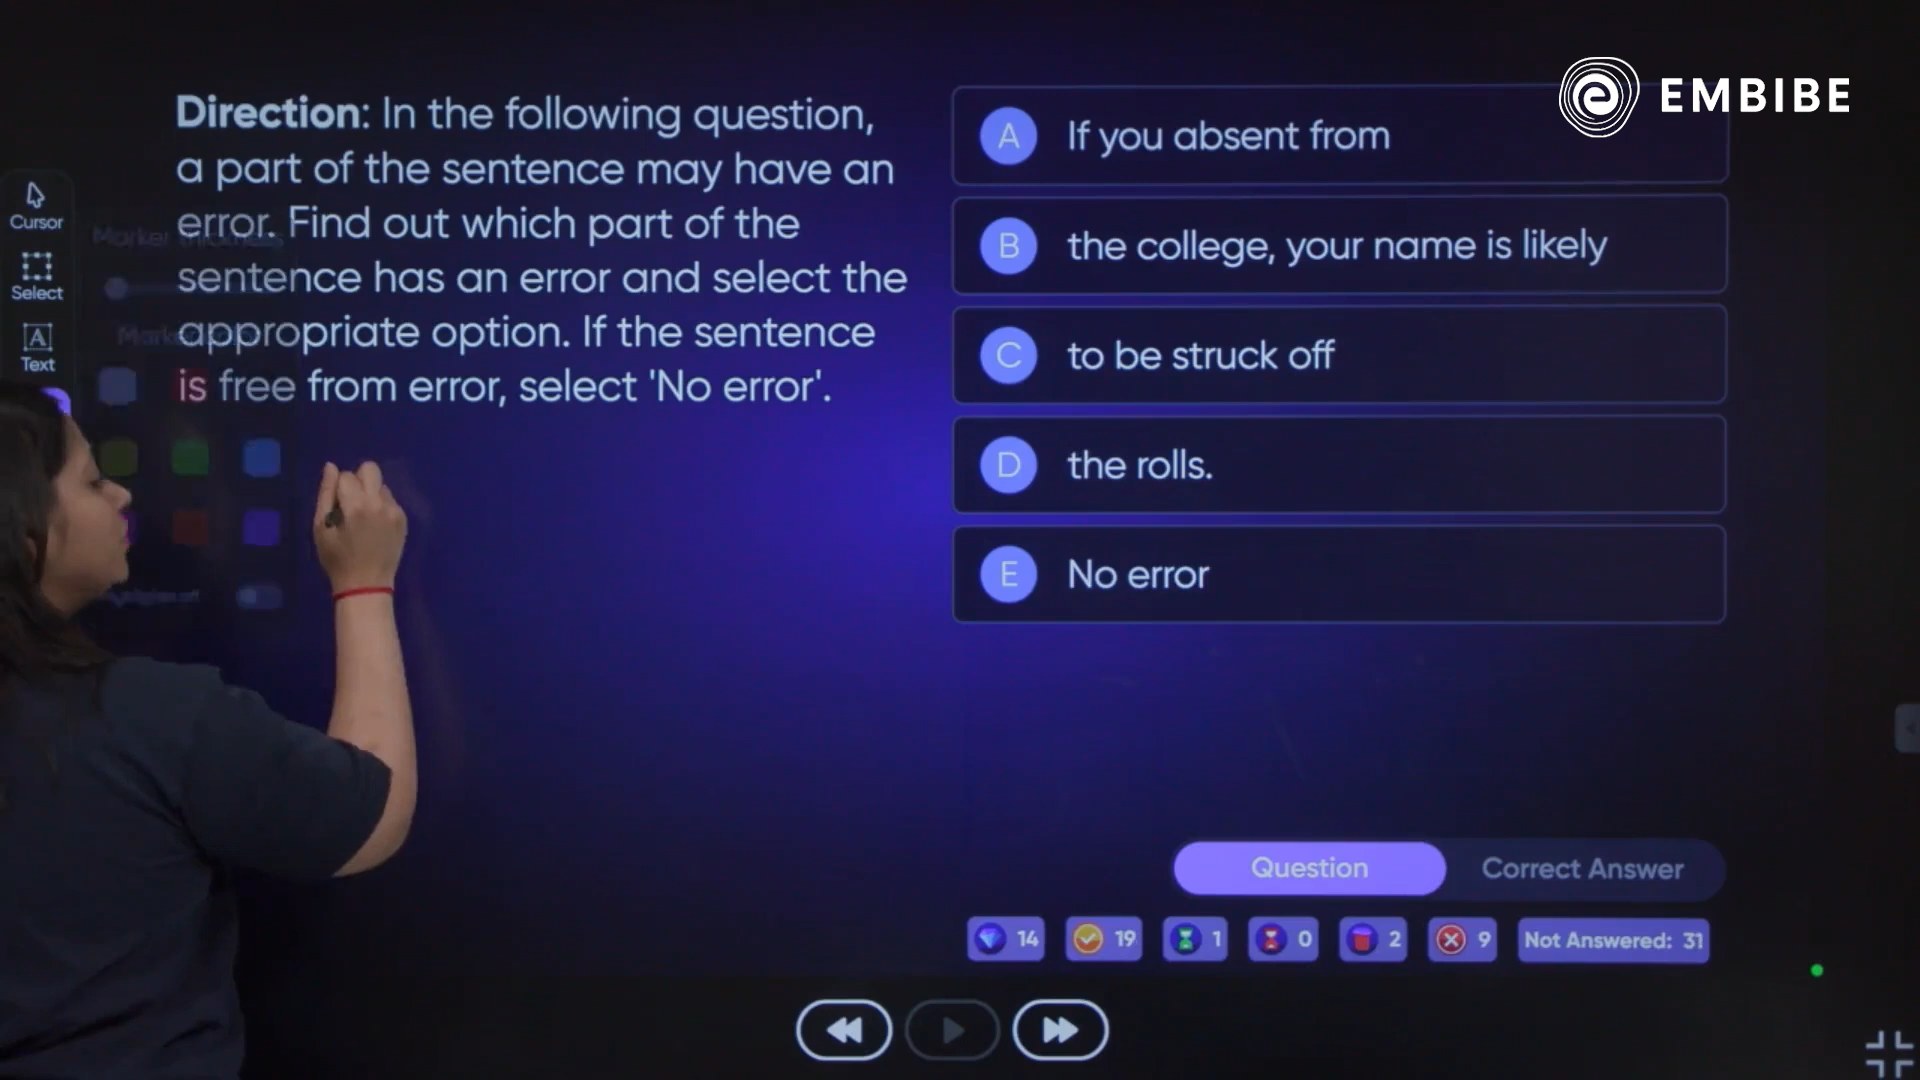 EMBIBE
Direction: In the following question,
a part of the sentence may have an
error. Find out which part of the
sentence has an error and select the
appropriate option. If the sentence
is free from error, select 'No error'.
A If you absent from
B the college, your name is likely
C to be struck off
D the rolls.
E No error
Cursor
Select
A
Text
Marker thickness
Question
Correct Answer
14
19
1
0
2
9
Not Answered: 31